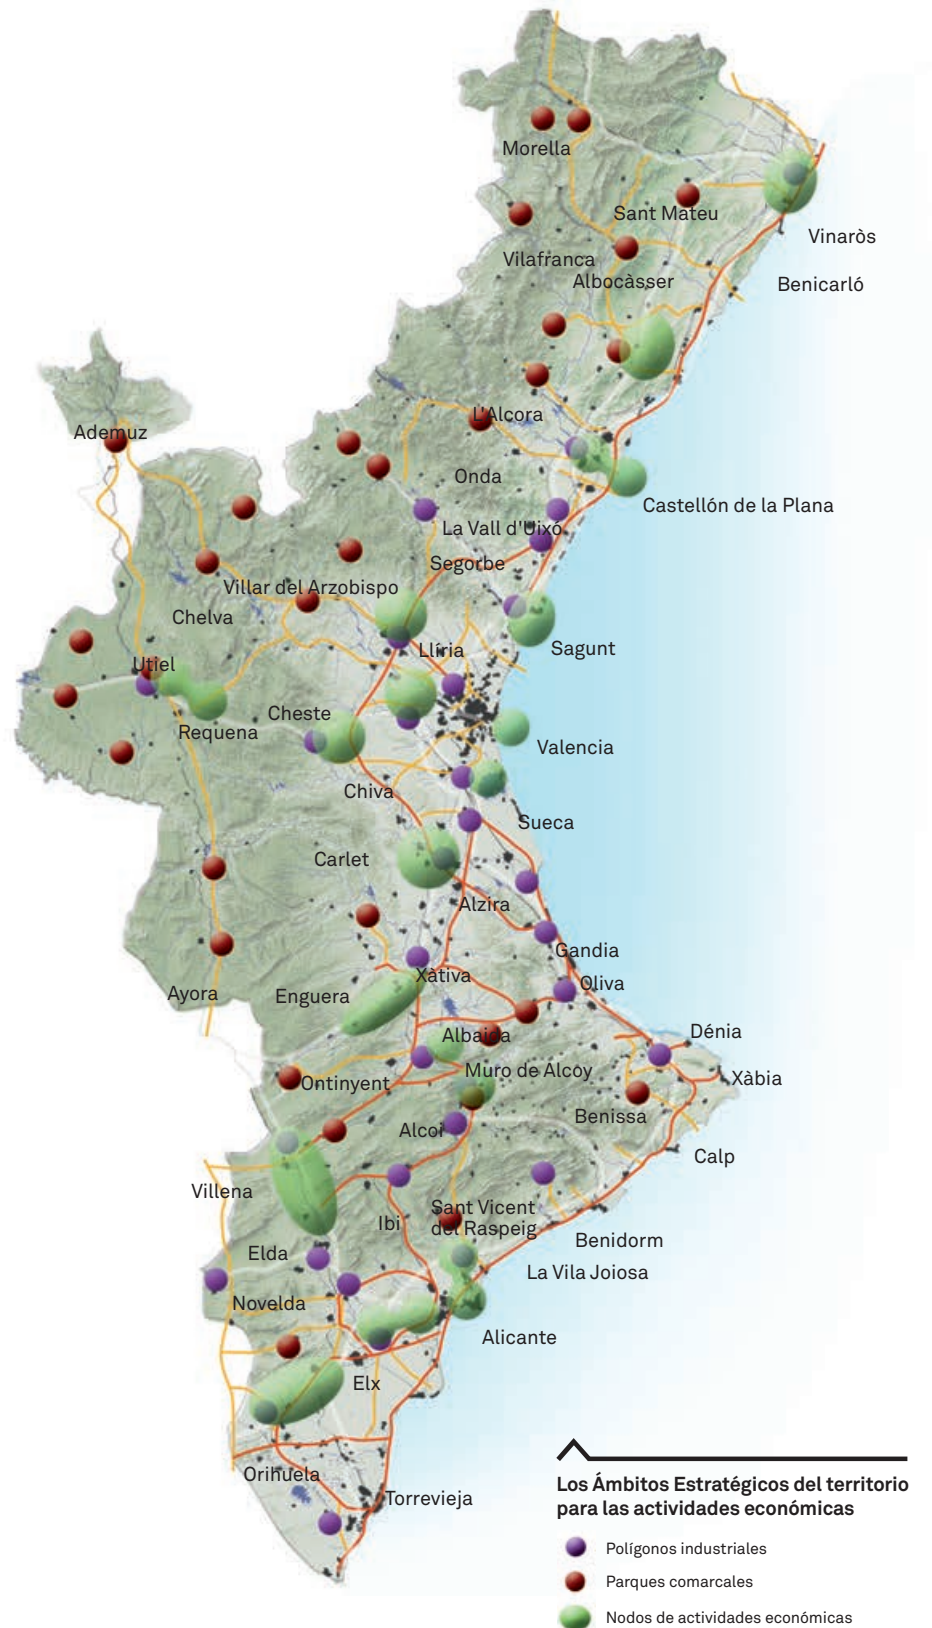 Morella
Sant Mateu
Vinaròs
Vilafranca
Albocàsser
Benicarló
L'Alcora
Ademuz
Onda
Castellón de la Plana
La Vall d'Uixó
Segorbe
Villar del Arzobispo
Chelva
Sagunt
Llíria
Utiel
Cheste
Requena
Valencia
Chiva
Sueca
Carlet
Alzira
Gandia
Xàtiva
Oliva
Ayora
Enguera
Albaida
Dénia
Muro de Alcoy
Xàbia
Ontinyent
Benissa
Alcoi
Calp
Villena
Sant Vicent
del Raspeig
Ibi
Benidorm
Elda
La Vila Joiosa
Novelda
Alicante
Elx
Orihuela
Torrevieja
Los Ámbitos Estratégicos del territorio
para las actividades económicas
Polígonos industriales
Parques comarcales
Nodos de actividades económicas